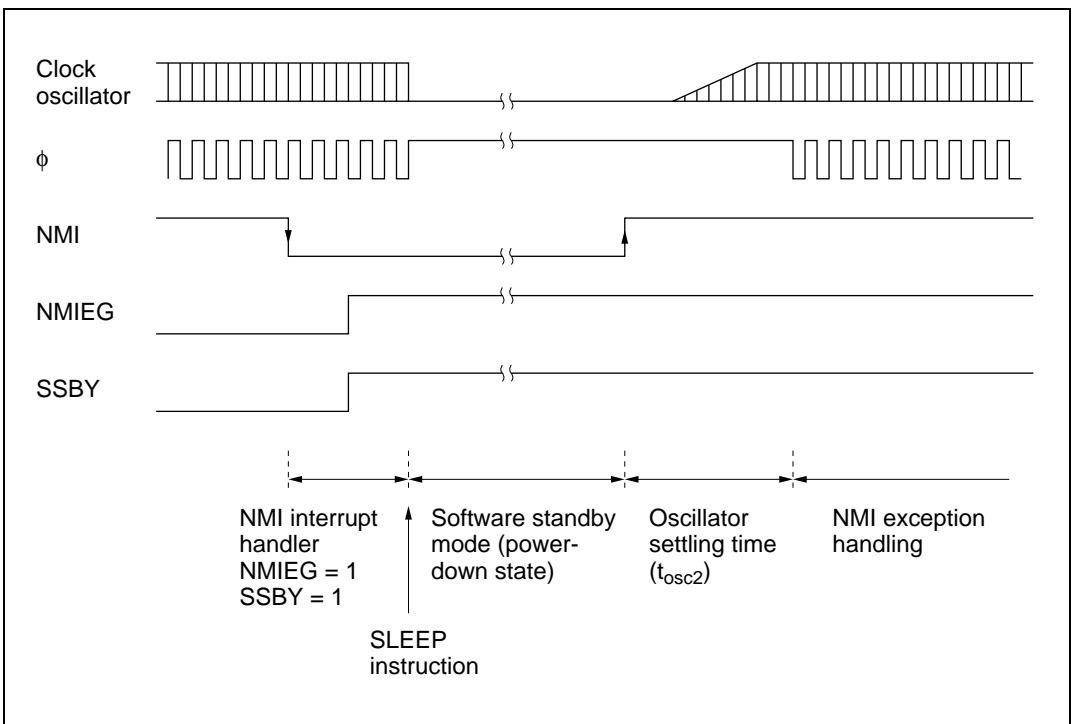 Clock
oscillator
φ
NMI
NMIEG
SSBY
NMI interrupt
handler
NMIEG = 1
SSBY = 1
SLEEP
instruction
Software standby
mode (power-
down state)
Oscillator
settling time
(tosc2)
NMI exception
handling